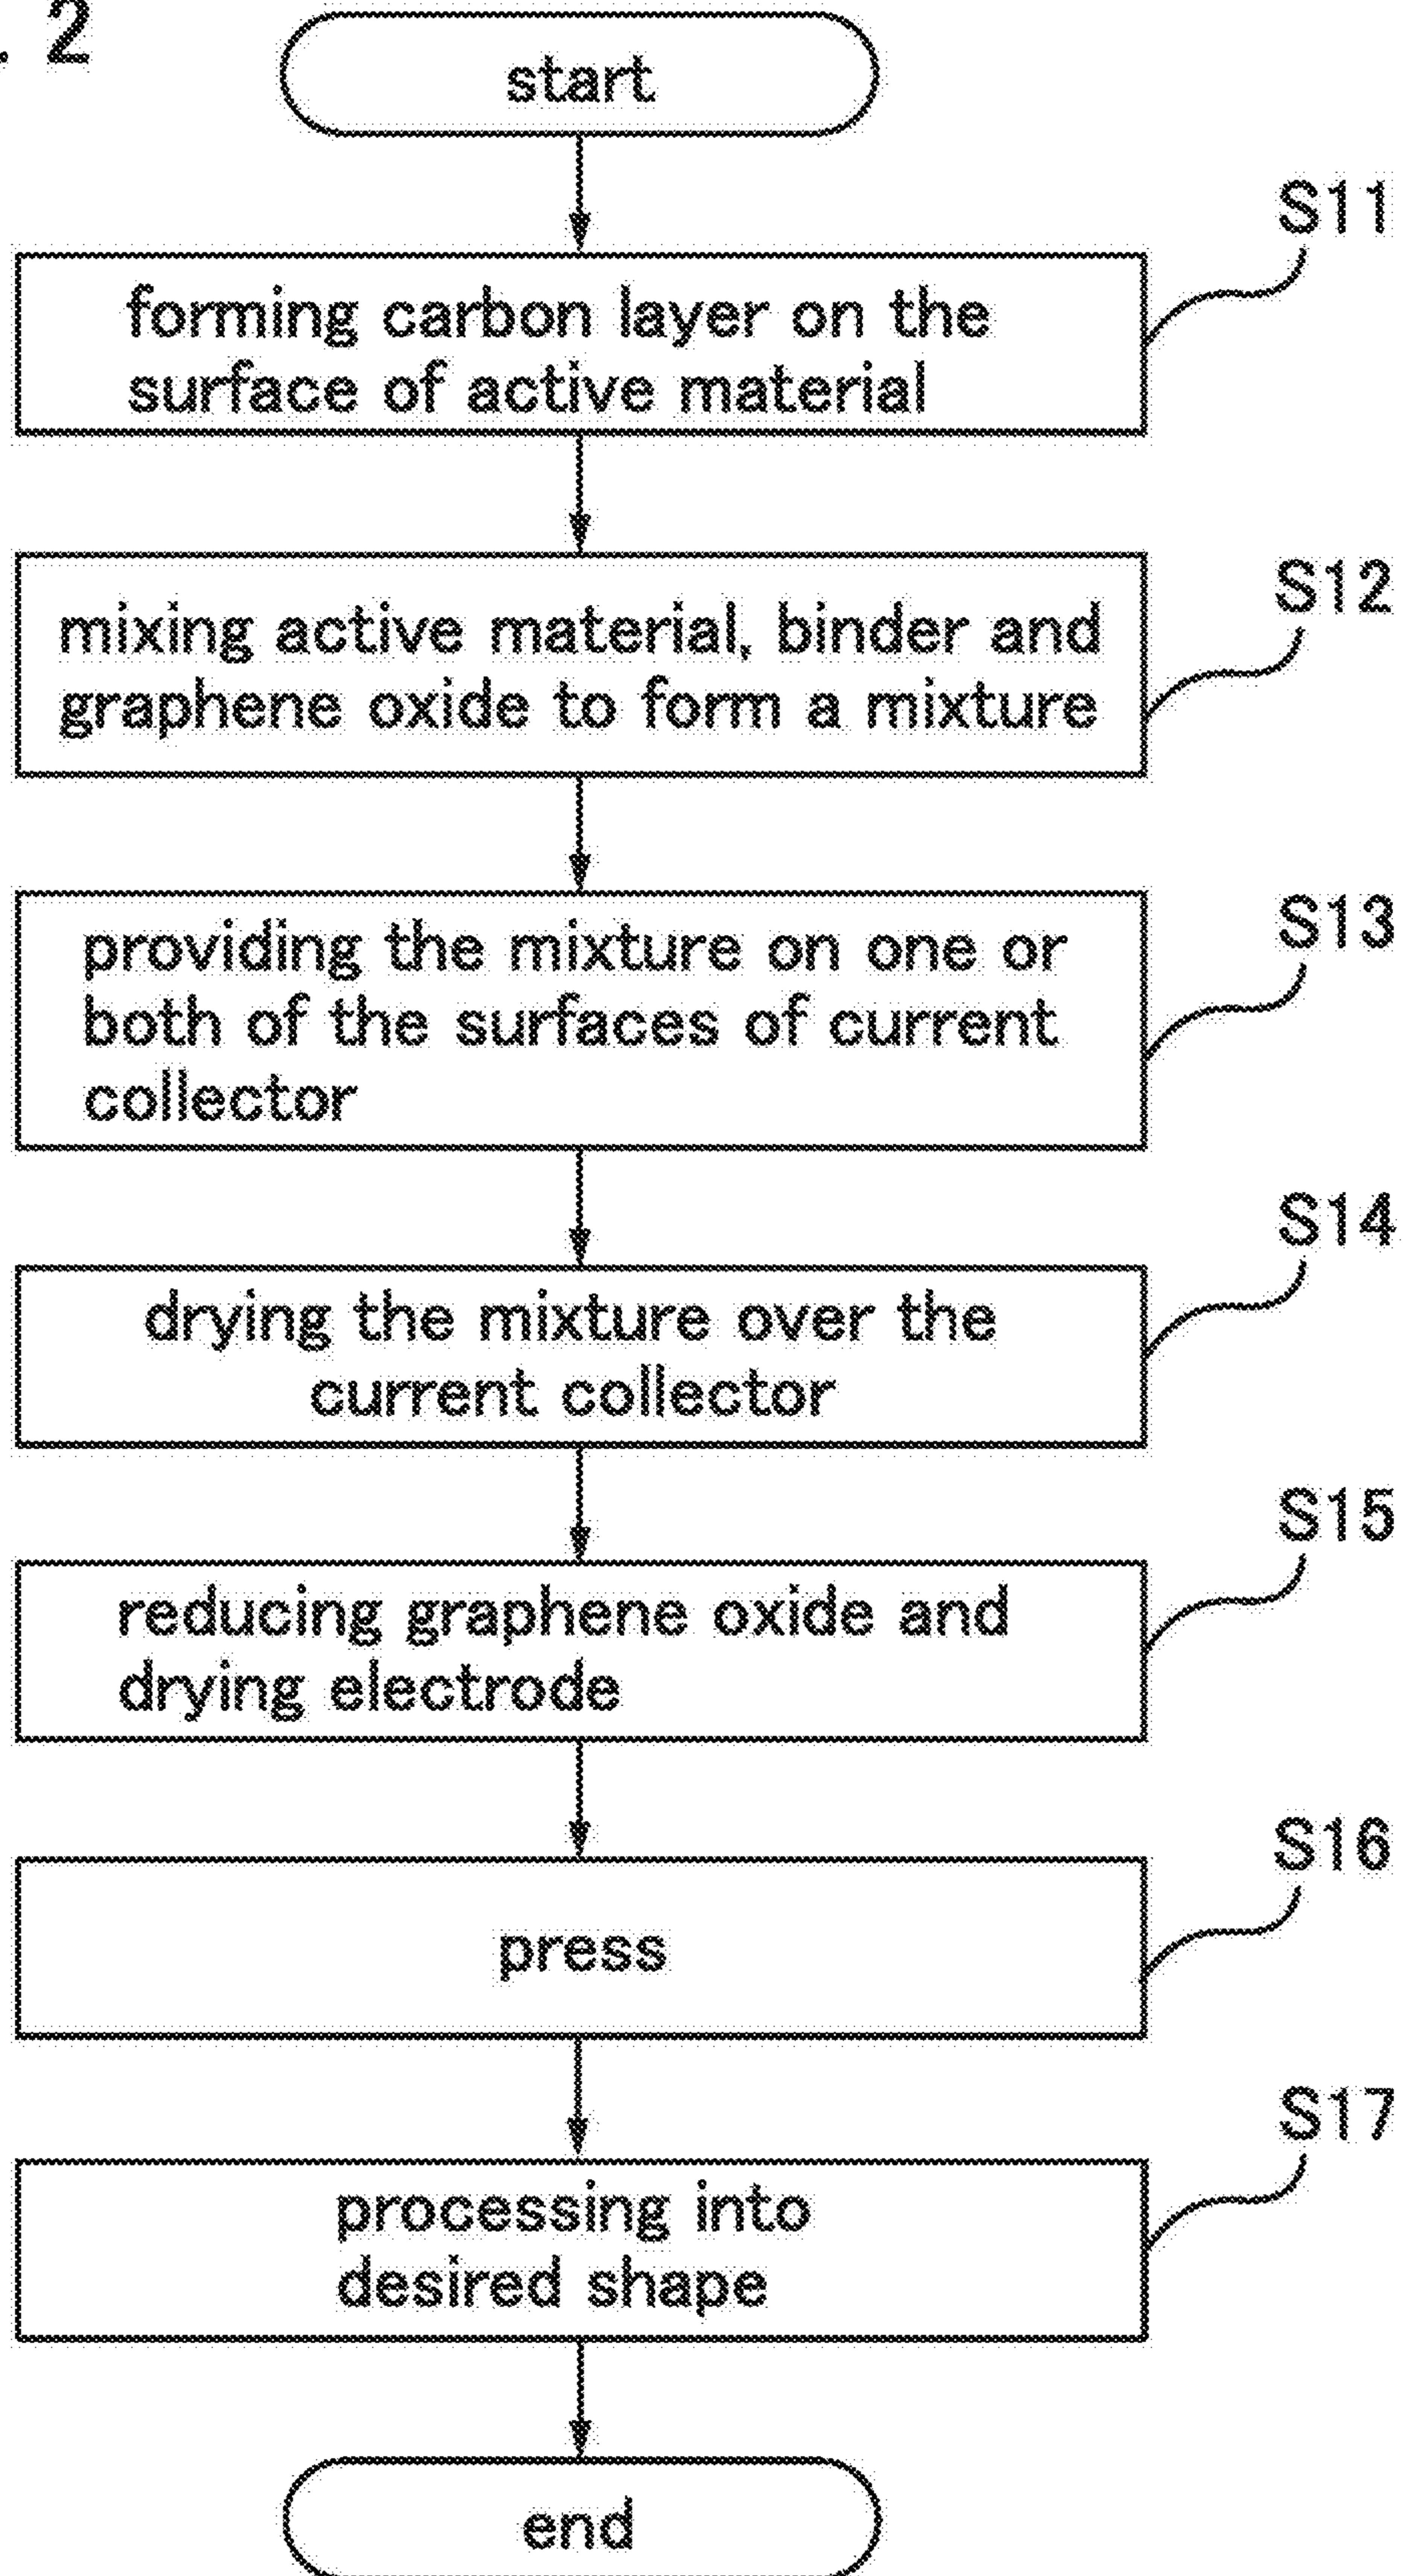 . 2
start
S11
forming carbon layer on the
surface of active material
S12
mixing active material, binder and
graphene oxide to form a mixture
S13
providing the mixture on one or
both of the surfaces of current
collector
S14
drying the mixture over the
current collector
S15
reducing graphene oxide and
drying electrode
S16
press
S17
processing into
desired shape
end